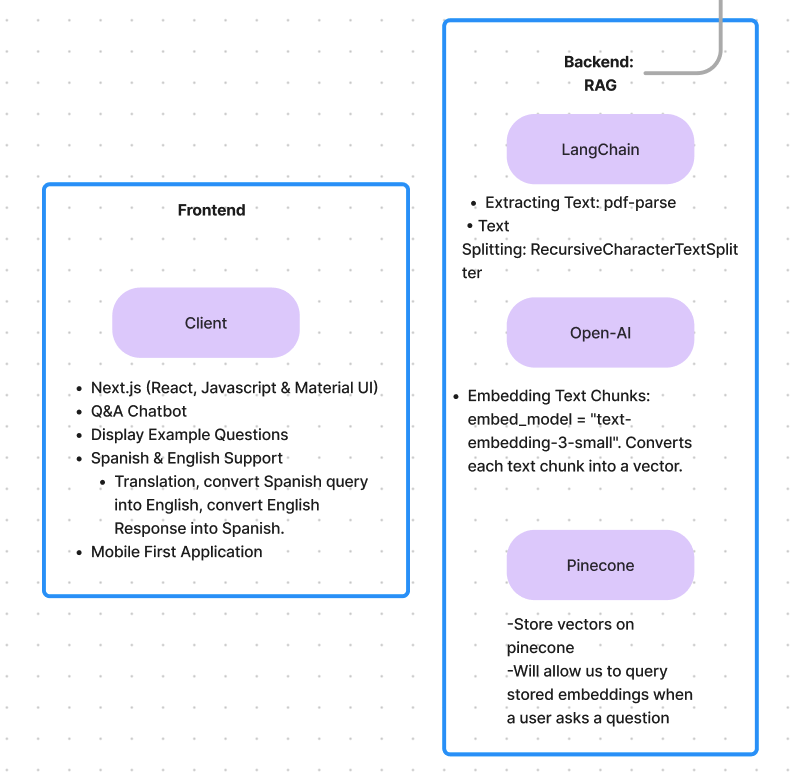 Frontend
Client
• Next.js (React, Javascript & Material UI)
• Q&A Chatbot
• Display Example Questions
• Spanish & English Support
• Translation, convert Spanish query
into English, convert English
Response into Spanish.
• Mobile First Application
Backend:
RAG
LangChain
• Extracting Text: pdf-parse
• Text
Splitting: RecursiveCharacterTextSplit
ter
Open-AI
• Embedding Text Chunks:
embed_model = "text-
embedding-3-small". Converts
each text chunk into a vector.
Pinecone
-Store vectors on
pinecone
-Will allow us to query
stored embeddings when
a user asks a question